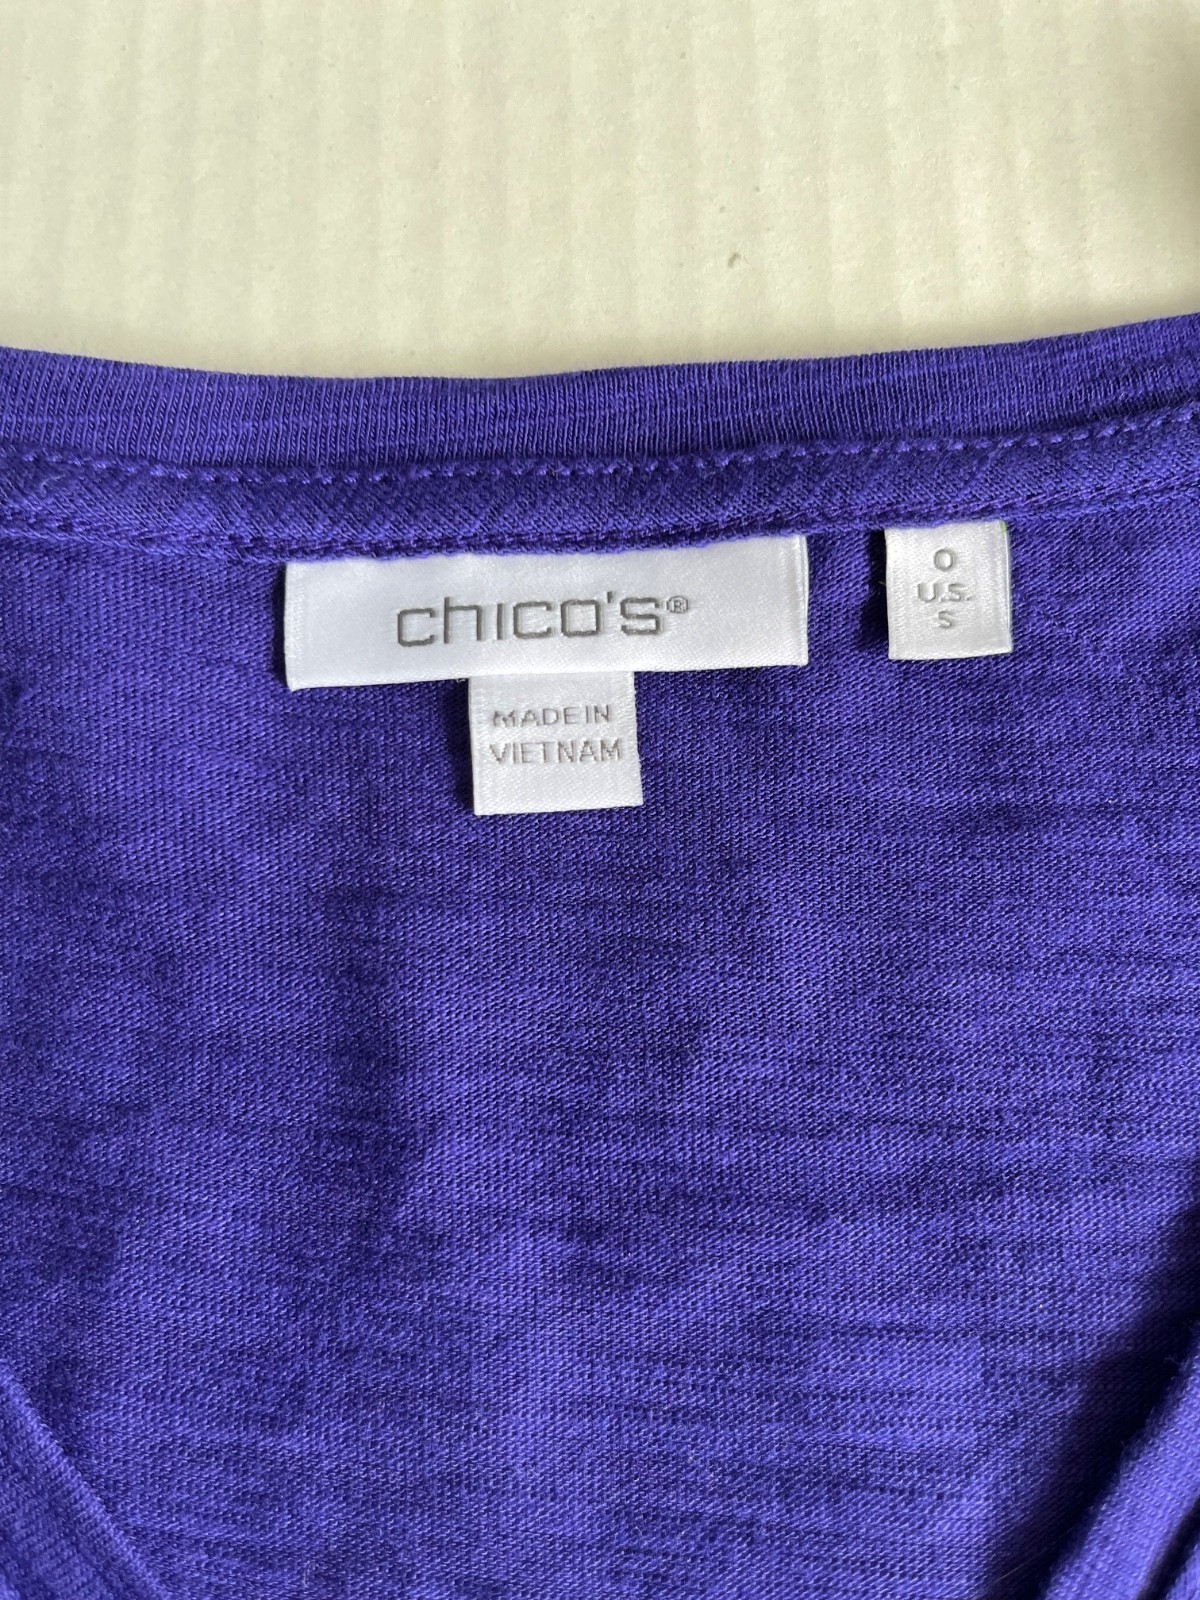 chico's®
MADE IN
VIETNAM
0
U.S.
S